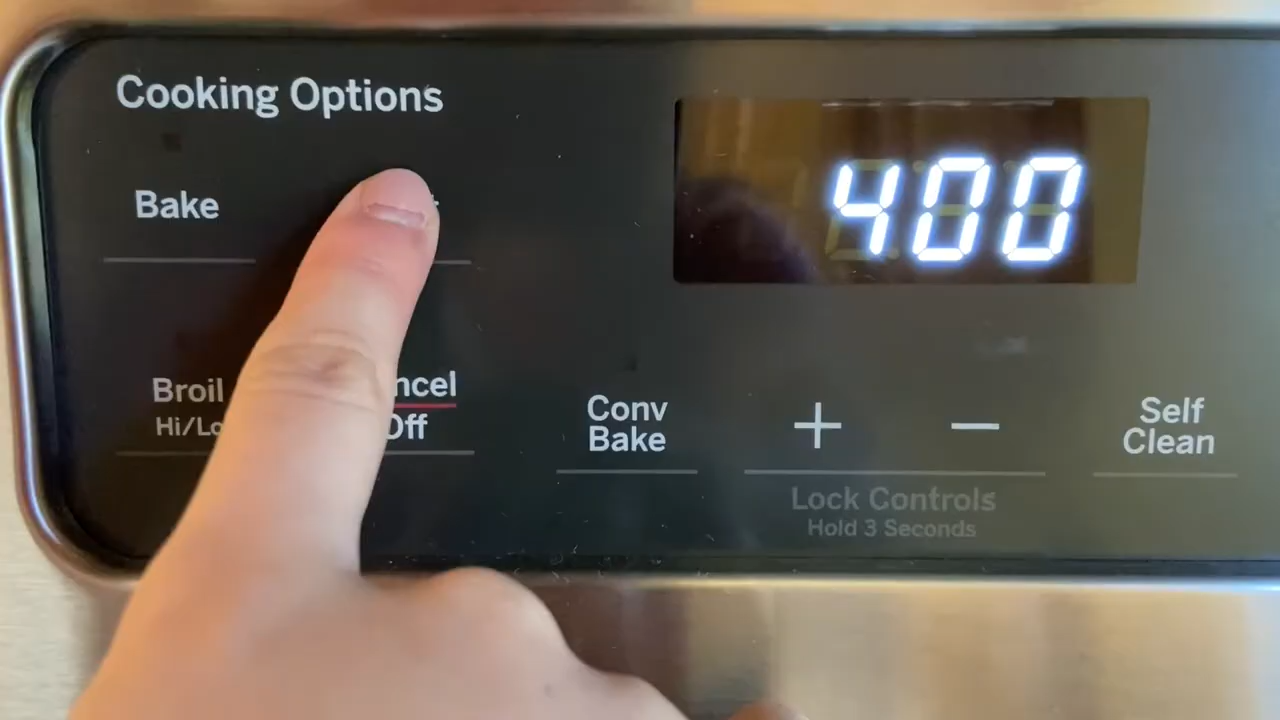 Cooking Options
400
Bake
Broil
Hi/Lo
ncel
Off
Conv
Bake
+
−
Self
Clean
Lock Controls
Hold 3 Seconds